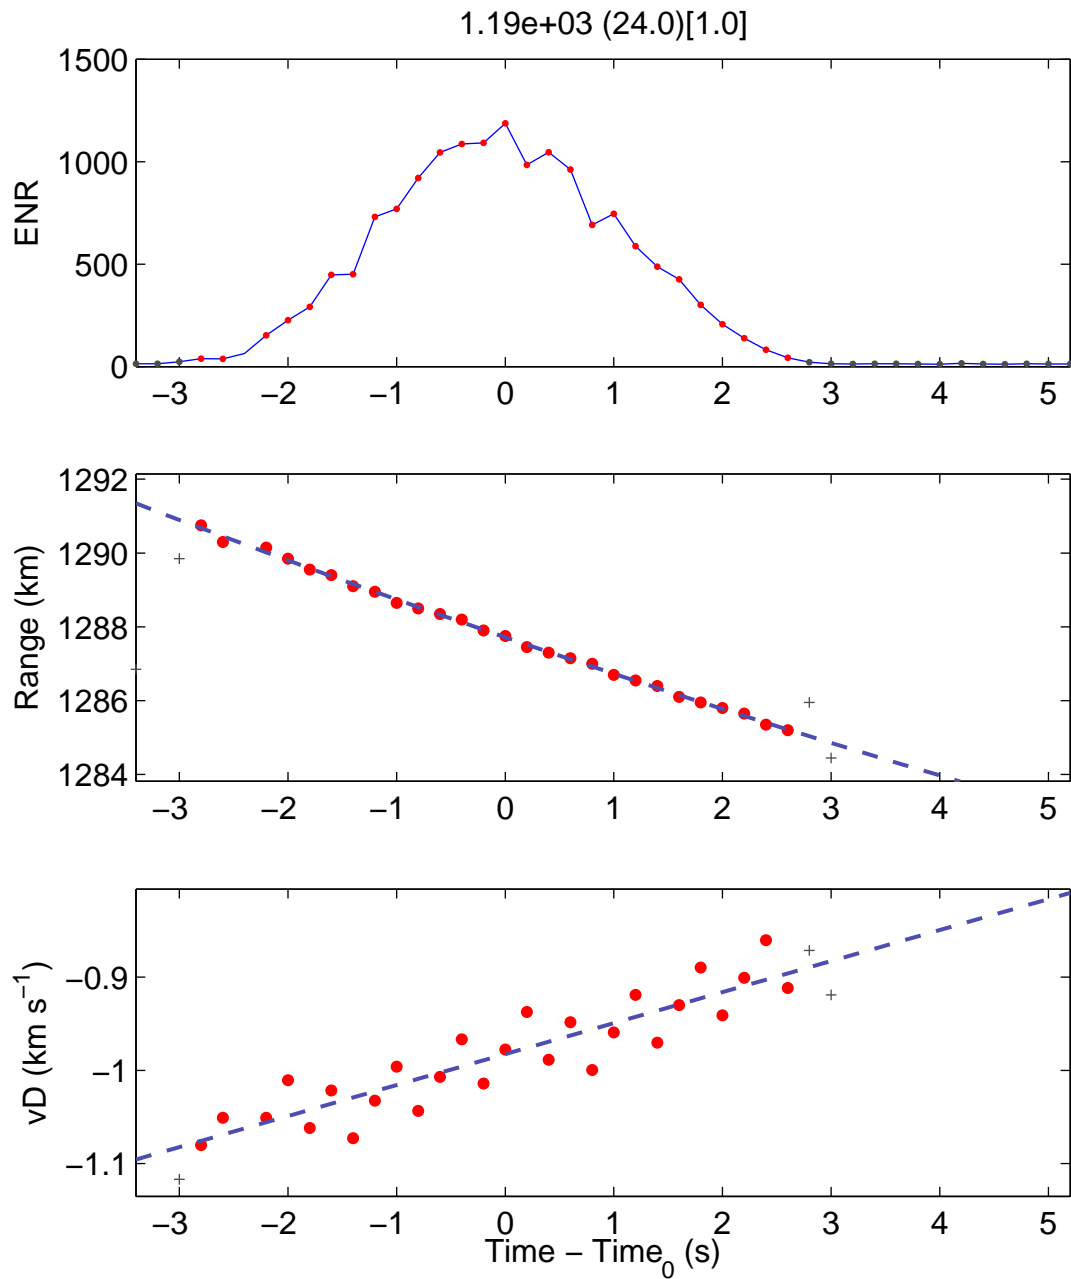 1.19e+03 (24.0)[1.0]
1500
1000
500
0
ENR
−3 −2 −1 0 1 2 3 4 5
1292
1290
1288
1286
1284
Range (km)
−3 −2 −1 0 1 2 3 4 5
−0.9
−1
−1.1
vD (km s⁻¹)
−3 −2 −1 0 1 2 3 4 5
Time − Time₀ (s)